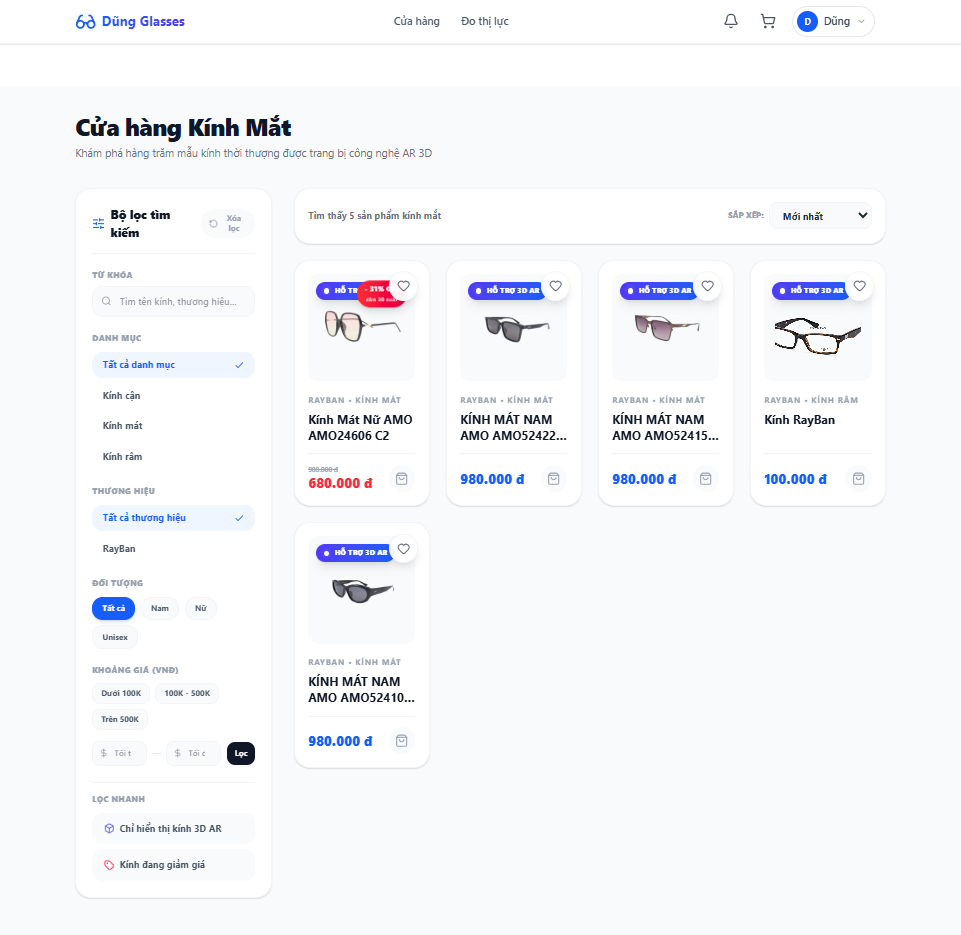 Dũng Glasses
Cửa hàng
Đo thị lực
D
Dũng
Cửa hàng Kính Mắt
Khám phá hàng trăm mẫu kính thời thượng được trang bị công nghệ AR 3D
Bộ lọc tìm
kiếm
Xóa
lọc
TỪ KHÓA
Tìm tên kính, thương hiệu...
DANH MỤC
Tất cả danh mục
Kính cận
Kính mát
Kính râm
THƯƠNG HIỆU
Tất cả thương hiệu
RayBan
ĐỐI TƯỢNG
Tất cả
Nam
Nữ
Unisex
KHOẢNG GIÁ (VNĐ)
Dưới 100K
100K - 500K
Trên 500K
$ Tối t
—
$ Tối c
Lọc
LỌC NHANH
Chỉ hiển thị kính 3D AR
Kính đang giảm giá
Tìm thấy 5 sản phẩm kính mắt
SẮP XẾP:
Mới nhất
HỖ TRỢ
- 31%
RAYBAN • KÍNH MÁT
Kính Mát Nữ AMO
AMO24606 C2
980.000 đ
680.000 đ
HỖ TRỢ 3D AR
RAYBAN • KÍNH MÁT
KÍNH MÁT NAM
AMO AMO52422...
980.000 đ
HỖ TRỢ 3D AR
RAYBAN • KÍNH MÁT
KÍNH MÁT NAM
AMO AMO52415...
980.000 đ
HỖ TRỢ 3D AR
RAYBAN • KÍNH RÂM
Kính RayBan
100.000 đ
HỖ TRỢ 3D AR
RAYBAN • KÍNH MÁT
KÍNH MÁT NAM
AMO AMO52410...
980.000 đ